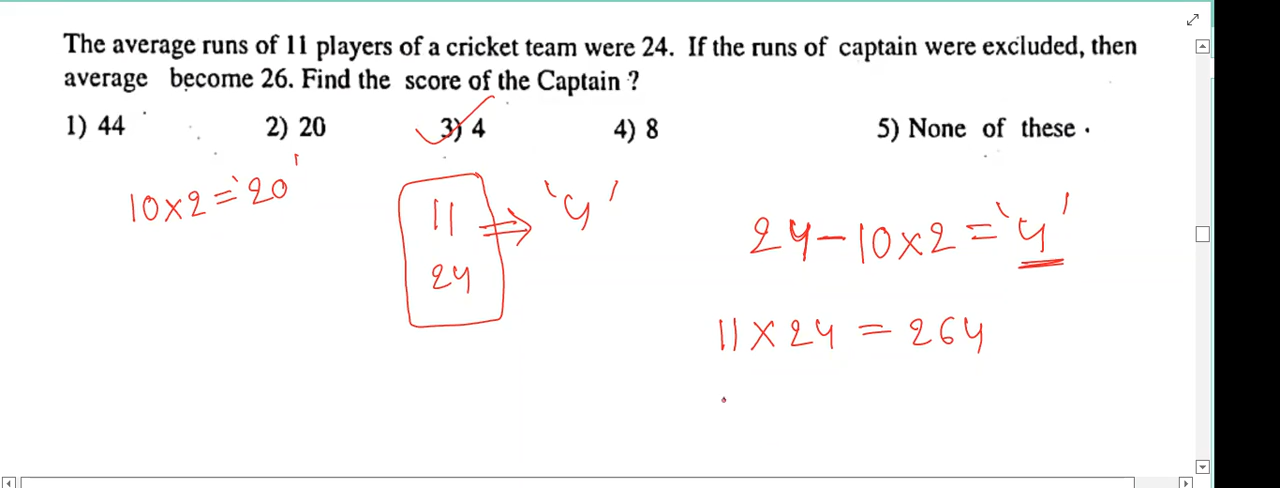 The average runs of 11 players of a cricket team were 24. If the runs of captain were excluded, then
average become 26. Find the score of the Captain ?
1) 44 2) 20 3) 4 4) 8 5) None of these
10×2='20'
11 ⇒ '4'
24
24-10×2='4'
11×24=264